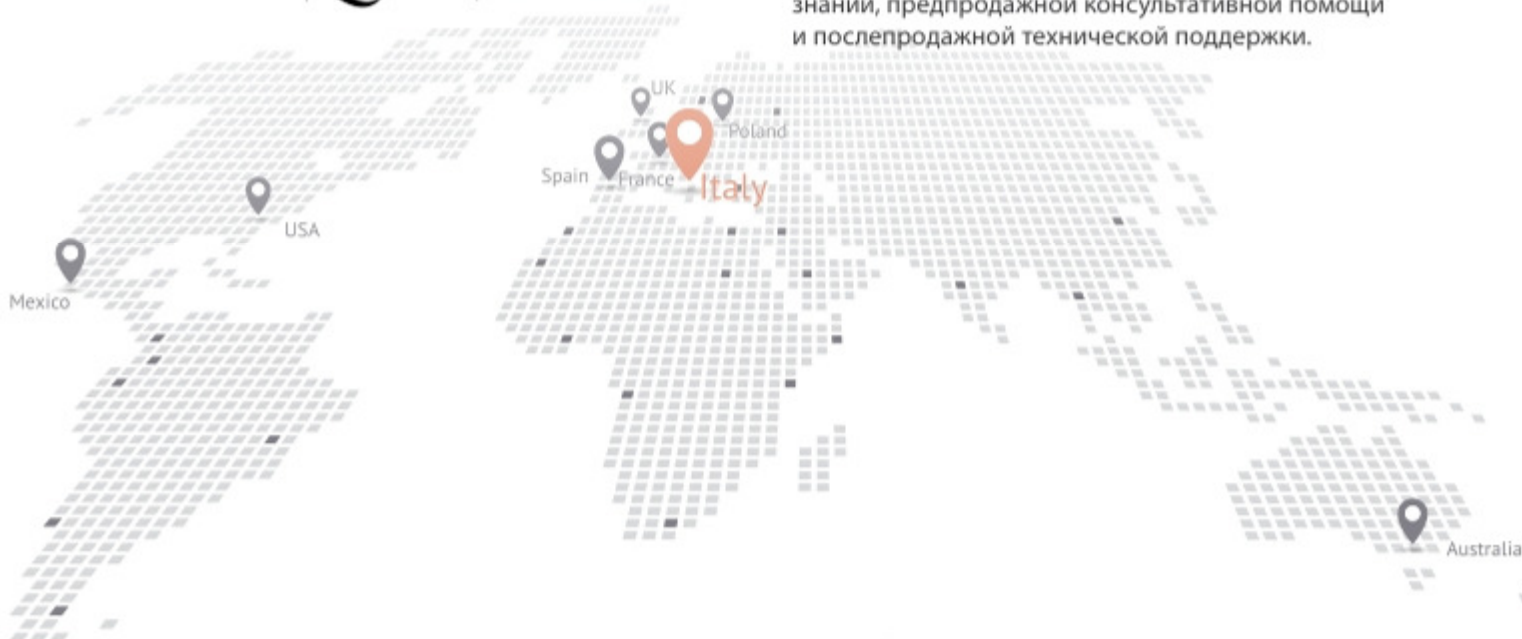 знаний, предпродажной консультативной помощи
и послепродажной технической поддержки.
UK
Poland
Spain
France
Italy
USA
Mexico
Australia